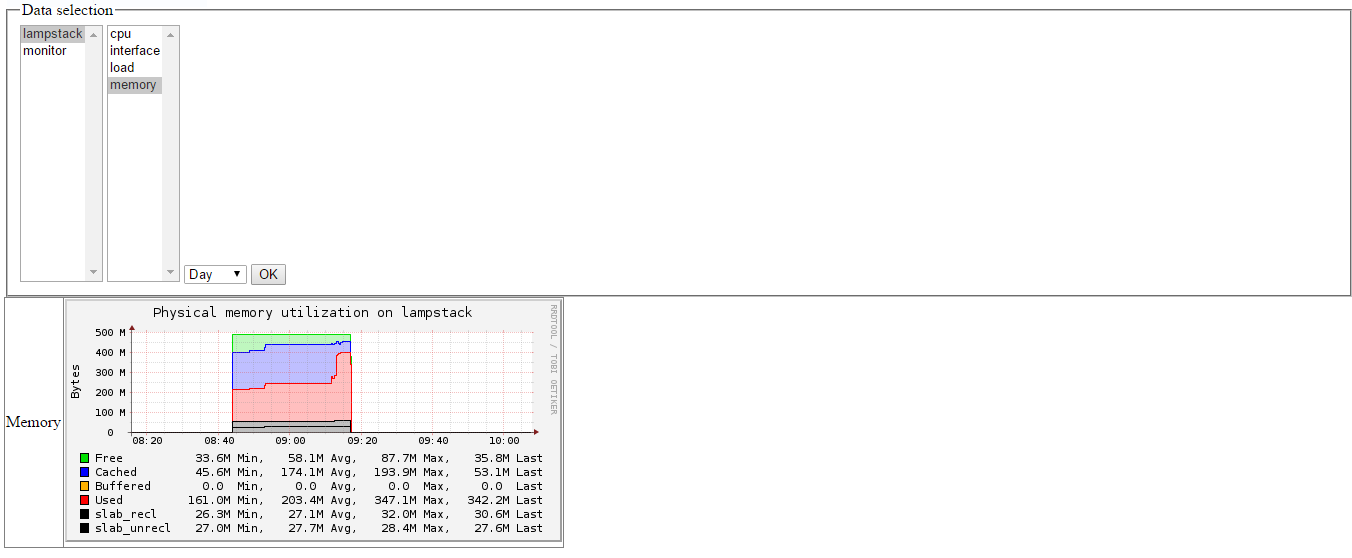 Data selection
lampstack
monitor
cpu
interface
load
memory
Day OK
Memory
Physical memory utilization on lampstack
RRDTOOL / TOBI OETIKER
Bytes
500 M
400 M
300 M
200 M
100 M
0
08:20 08:40 09:00 09:20 09:40 10:00
Free 33.6M Min, 58.1M Avg, 87.7M Max, 35.8M Last
Cached 45.6M Min, 174.1M Avg, 193.9M Max, 53.1M Last
Buffered 0.0 Min, 0.0 Avg, 0.0 Max, 0.0 Last
Used 161.0M Min, 203.4M Avg, 347.1M Max, 342.2M Last
slab_recl 26.3M Min, 27.1M Avg, 32.0M Max, 30.6M Last
slab_unrecl 27.0M Min, 27.7M Avg, 28.4M Max, 27.6M Last